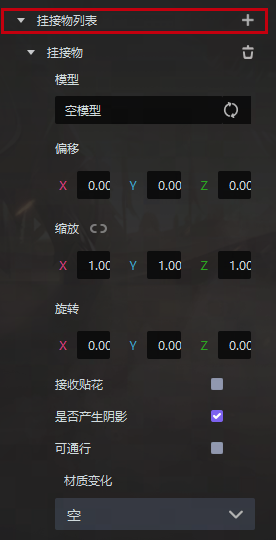 挂接物列表
挂接物
模型
空模型
偏移
X 0.00 Y 0.00 Z 0.00
缩放
X 1.00 Y 1.00 Z 1.00
旋转
X 0.00 Y 0.00 Z 0.00
接收贴花
是否产生阴影
可通行
材质变化
空